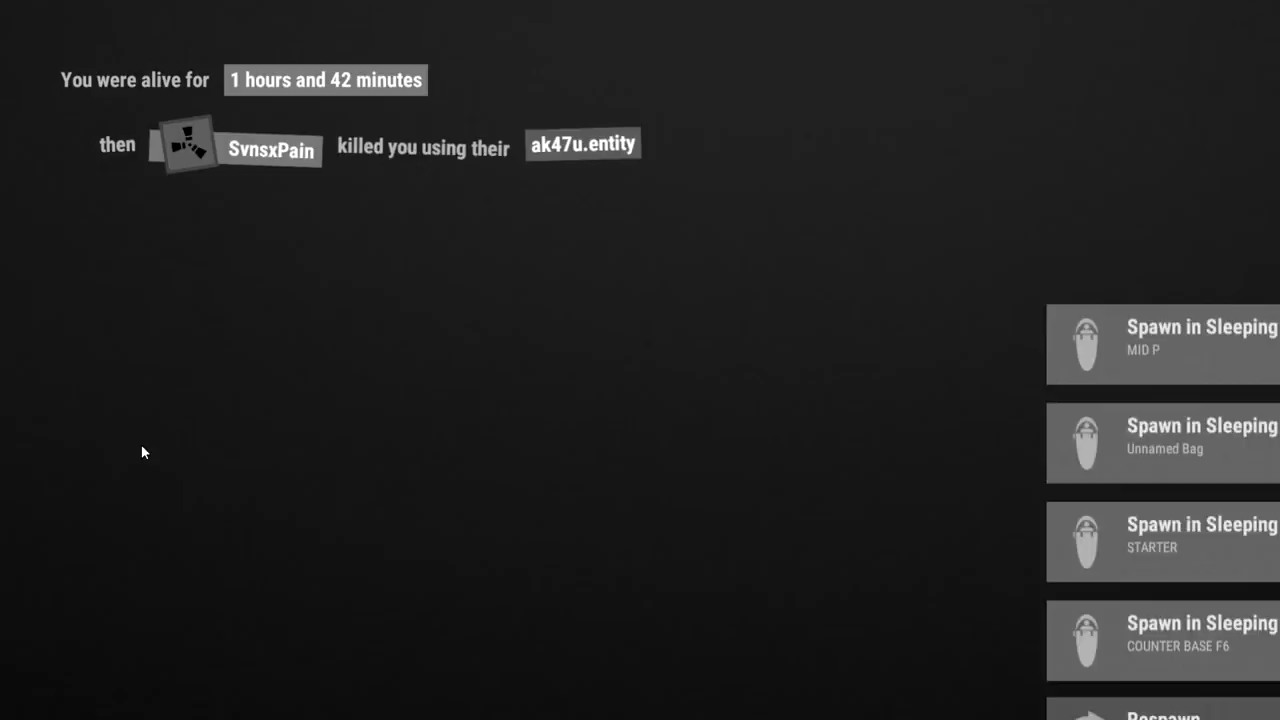 You were alive for 1 hours and 42 minutes
then SvnsxPain killed you using their ak47u.entity
Spawn in Sleeping
MID P
Spawn in Sleeping
Unnamed Bag
Spawn in Sleeping
STARTER
Spawn in Sleeping
COUNTER BASE F6
Respawn